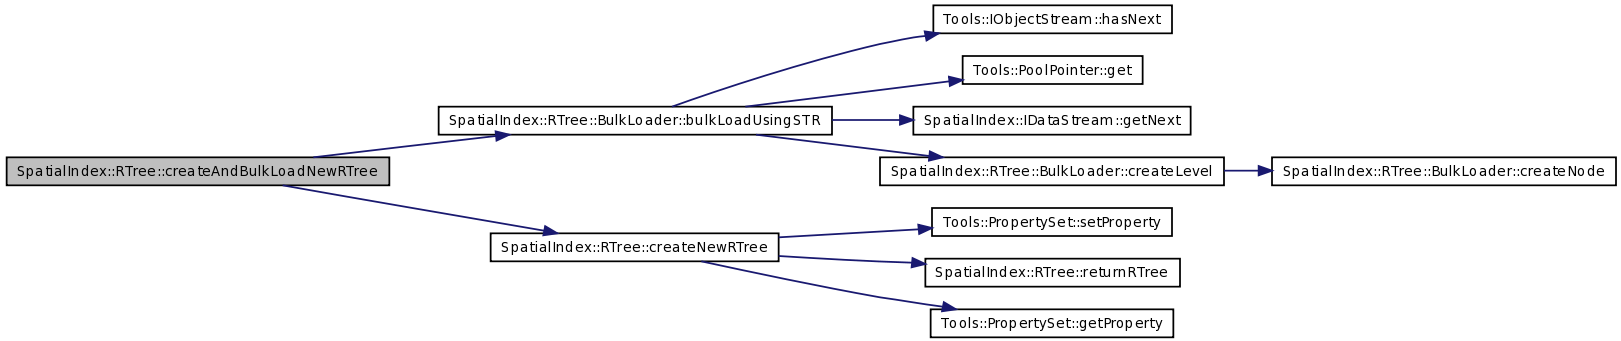 Tools::IObjectStream::hasNext
Tools::PoolPointer::get
SpatialIndex::RTree::BulkLoader::bulkLoadUsingSTR
SpatialIndex::IDataStream::getNext
SpatialIndex::RTree::createAndBulkLoadNewRTree
SpatialIndex::RTree::BulkLoader::createLevel
SpatialIndex::RTree::BulkLoader::createNode
Tools::PropertySet::setProperty
SpatialIndex::RTree::createNewRTree
SpatialIndex::RTree::returnRTree
Tools::PropertySet::getProperty